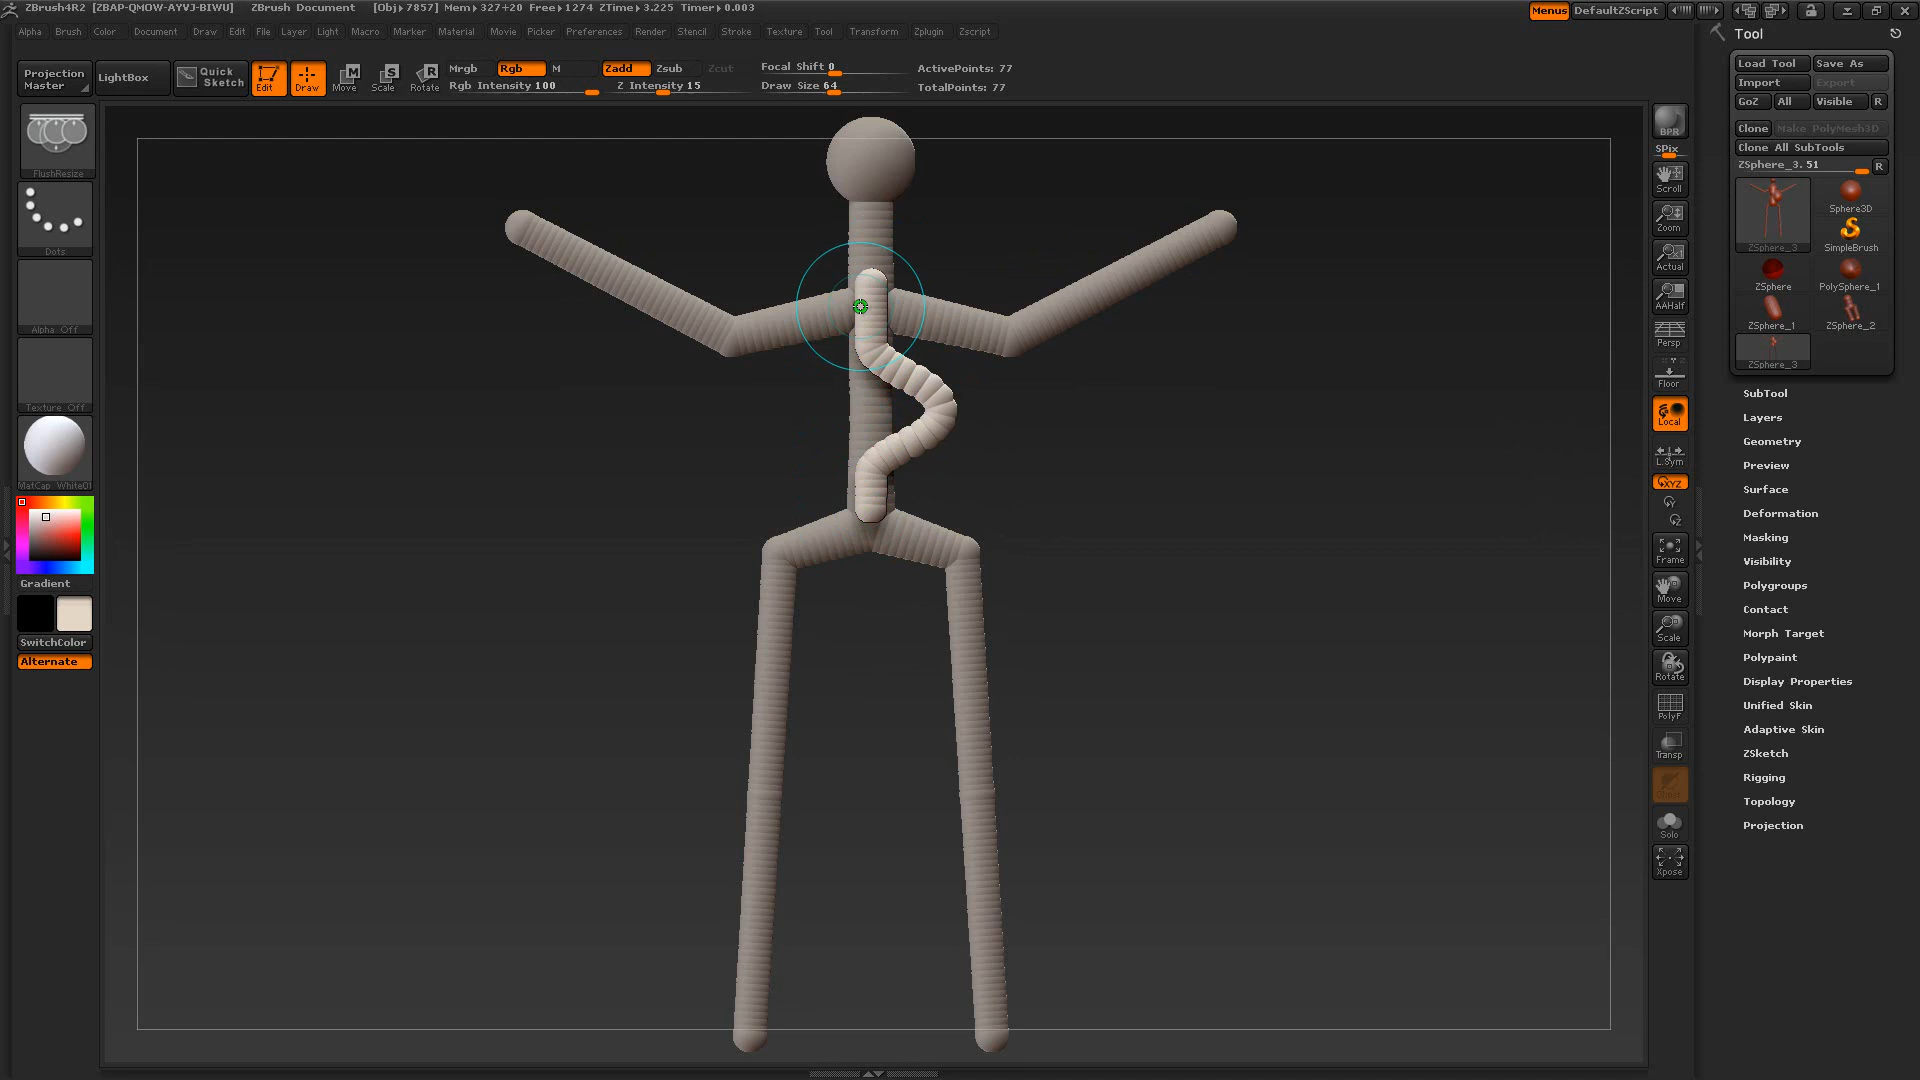 ZBrush4R2 [ZBAP-QMOW-AYVJ-BIWU] ZBrush Document [Obj▸7857] Mem▸327+20 Free▸1274 ZTime▸3.225 Timer▸0.003 Menus DefaultZScript
Alpha Brush Color Document Draw Edit File Layer Light Macro Marker Material Movie Picker Preferences Render Stencil Stroke Texture Tool Transform Zplugin Zscript
Projection Master
LightBox
Quick Sketch
Edit
Draw
Move
Scale
Rotate
Mrgb Rgb M Zadd Zsub Zcut
Rgb Intensity 100 Z Intensity 15
Focal Shift 0
Draw Size 64
ActivePoints: 77
TotalPoints: 77
FlushResize
Dots
Alpha Off
Texture Off
MatCap White01
Gradient
SwitchColor
Alternate
BPR
SPix
Scroll
Zoom
Actual
AAHalf
Persp
Floor
Local
L.Sym
XYZ
Y
Z
Frame
Move
Scale
Rotate
PolyF
Transp
Solo
Xpose
Tool
Load Tool Save As
Import Export
GoZ All Visible R
Clone Make PolyMesh3D
Clone All SubTools
ZSphere_3. 51 R
ZSphere_3
Sphere3D
SimpleBrush
ZSphere PolySphere_1
ZSphere_1 ZSphere_2
ZSphere_3
SubTool
Layers
Geometry
Preview
Surface
Deformation
Masking
Visibility
Polygroups
Contact
Morph Target
Polypaint
Display Properties
Unified Skin
Adaptive Skin
ZSketch
Rigging
Topology
Projection